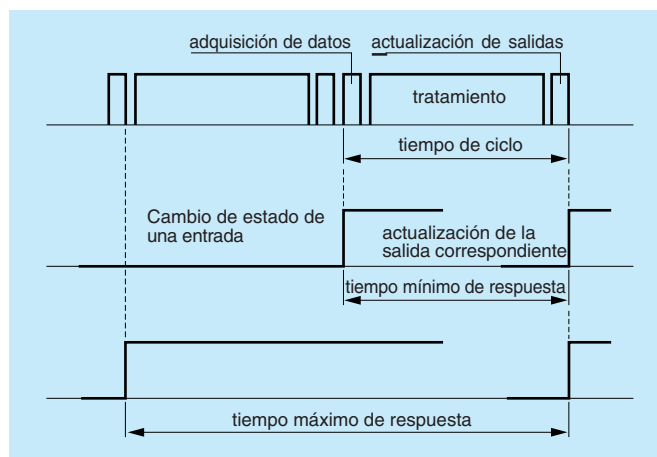 adquisición de datos
actualización de salidas
tratamiento
tiempo de ciclo
Cambio de estado de
una entrada
actualización de la
salida correspondiente
tiempo mínimo de respuesta
tiempo máximo de respuesta